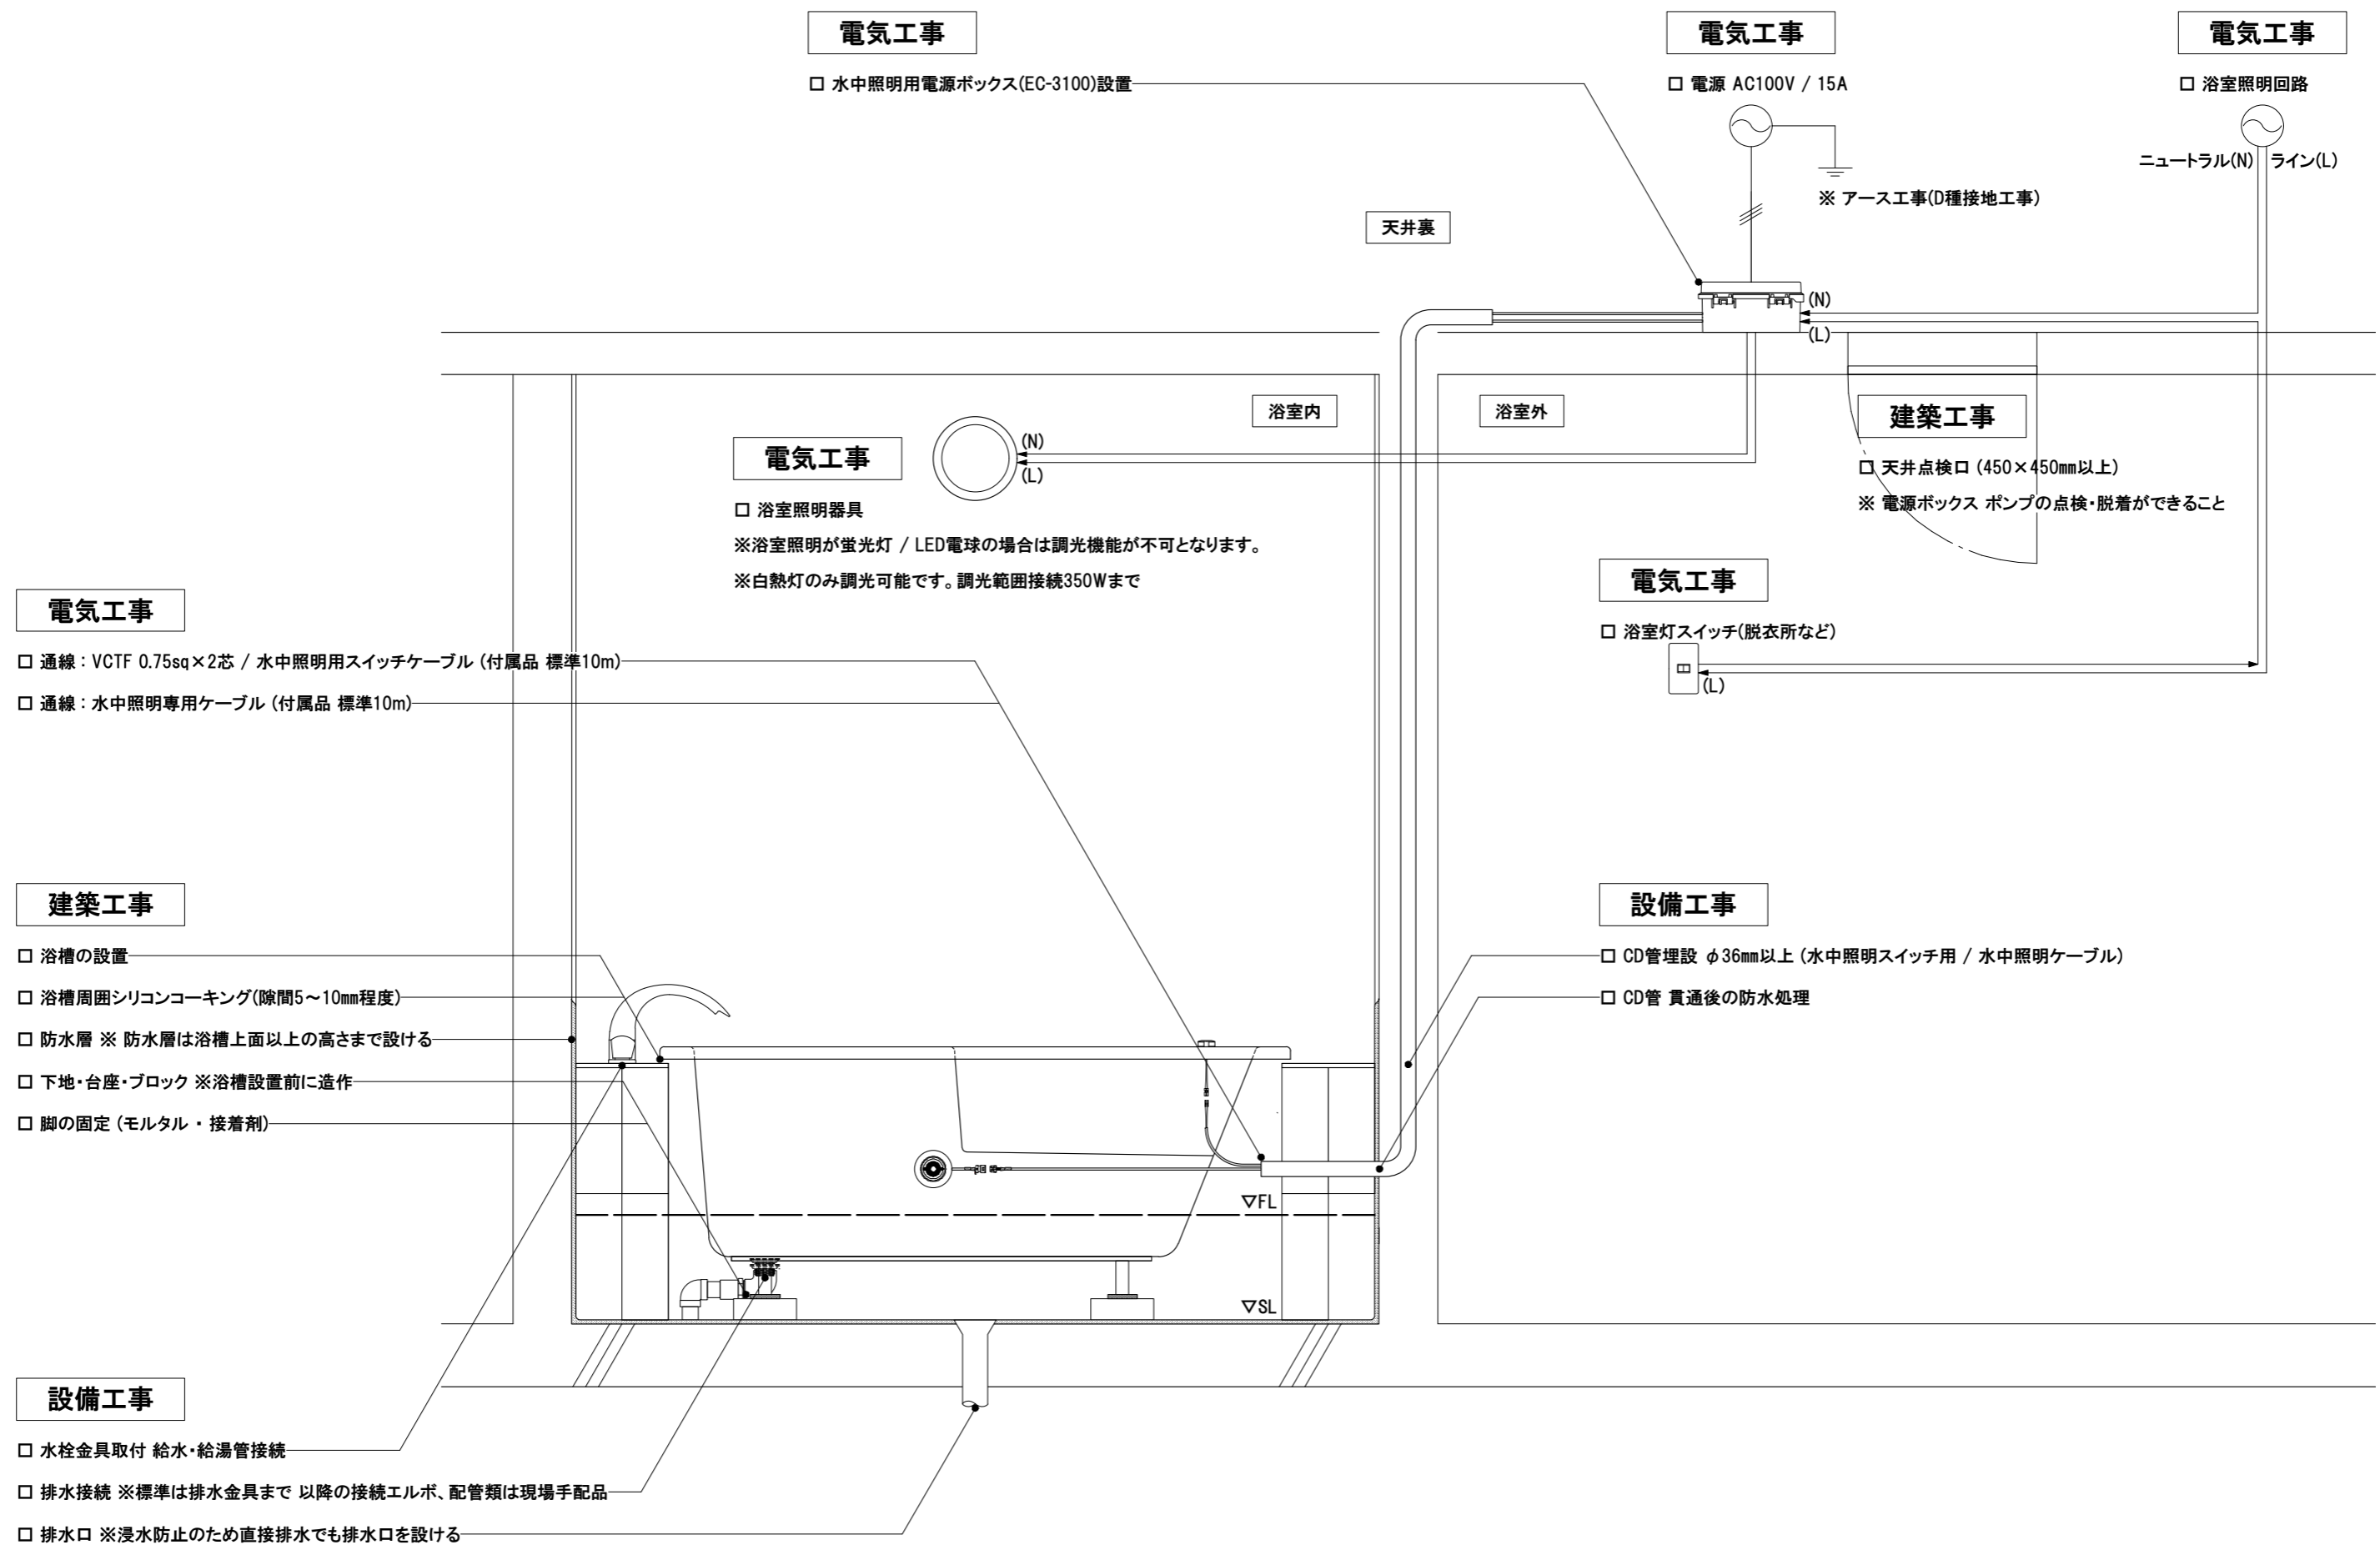 電気工事
□ 水中照明用電源ボックス(EC-3100)設置
電気工事
□ 電源 AC100V / 15A
※ アース工事(D種接地工事)
電気工事
□ 浴室照明回路
ニュートラル(N)
ライン(L)
天井裏
(N)
(L)
浴室内
浴室外
電気工事
(N)
(L)
□ 浴室照明器具
※浴室照明が蛍光灯 / LED電球の場合は調光機能が不可となります。
※白熱灯のみ調光可能です。調光範囲接続350Wまで
建築工事
□ 天井点検口 (450×450㎜以上)
※ 電源ボックス ポンプの点検・脱着ができること
電気工事
□ 浴室灯スイッチ(脱衣所など)
(L)
電気工事
□ 通線 : VCTF 0.75sq×2芯 / 水中照明用スイッチケーブル (付属品 標準10m)
□ 通線 : 水中照明専用ケーブル (付属品 標準10m)
建築工事
□ 浴槽の設置
□ 浴槽周囲シリコンコーキング(隙間5～10㎜程度)
□ 防水層 ※ 防水層は浴槽上面以上の高さまで設ける
□ 下地・台座・ブロック ※浴槽設置前に造作
□ 脚の固定 (モルタル ・ 接着剤)
設備工事
□ CD管埋設 φ36㎜以上 (水中照明スイッチ用 / 水中照明ケーブル)
□ CD管 貫通後の防水処理
▽FL
▽SL
設備工事
□ 水栓金具取付 給水・給湯管接続
□ 排水接続 ※標準は排水金具まで 以降の接続エルボ、配管類は現場手配品
□ 排水口 ※浸水防止のため直接排水でも排水口を設ける